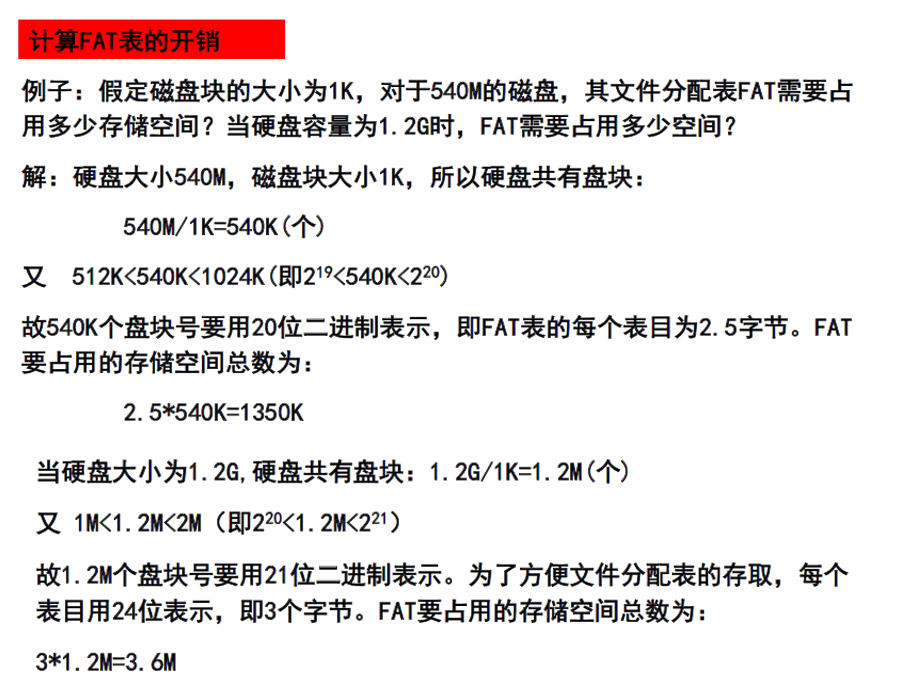 计算FAT表的开销
例子：假定磁盘块的大小为1K，对于540M的磁盘，其文件分配表FAT需要占
用多少存储空间？当硬盘容量为1.2G时，FAT需要占用多少空间？
解：硬盘大小540M，磁盘块大小1K，所以硬盘共有盘块：
540M/1K=540K(个)
又 512K<540K<1024K(即2¹⁹<540K<2²⁰)
故540K个盘块号要用20位二进制表示，即FAT表的每个表目为2.5字节。FAT
要占用的存储空间总数为：
2.5*540K=1350K
当硬盘大小为1.2G,硬盘共有盘块：1.2G/1K=1.2M(个)
又 1M<1.2M<2M（即2²⁰<1.2M<2²¹）
故1.2M个盘块号要用21位二进制表示。为了方便文件分配表的存取，每个
表目用24位表示，即3个字节。FAT要占用的存储空间总数为：
3*1.2M=3.6M